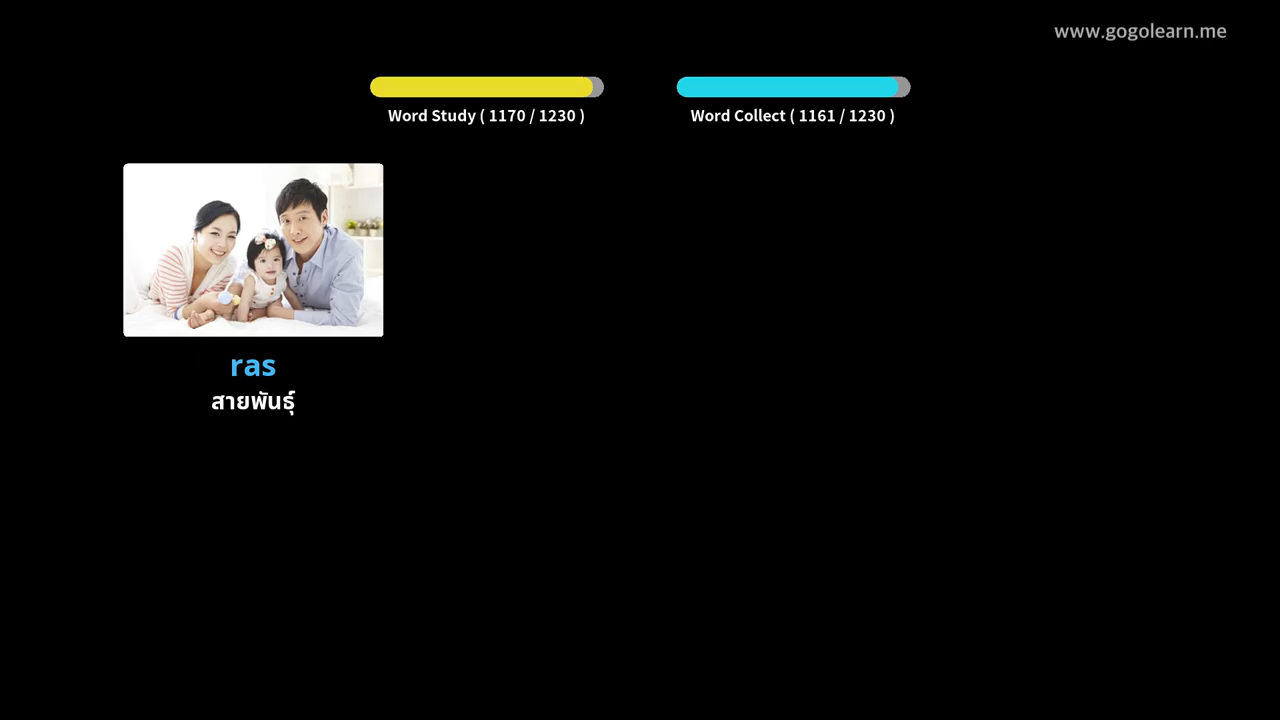 www.gogolearn.me
Word Study ( 1170 / 1230 )
Word Collect ( 1161 / 1230 )
ras
สายพันธุ์